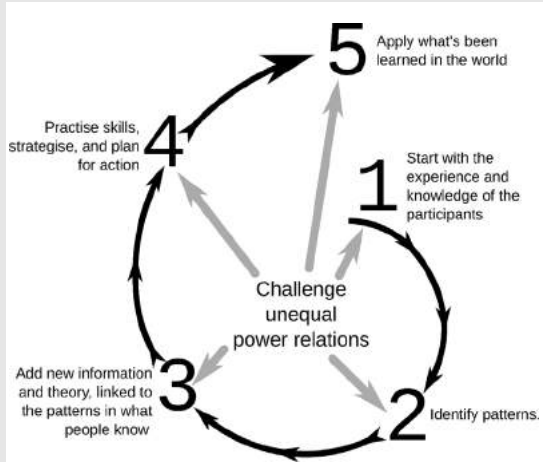 5
Apply what's been
learned in the world
4
Practise skills,
strategise, and plan
for action
1
Start with the
experience and
knowledge of the
participants
Challenge
unequal
power relations
3
Add new information
and theory, linked to
the patterns in what
people know
2
Identify patterns.